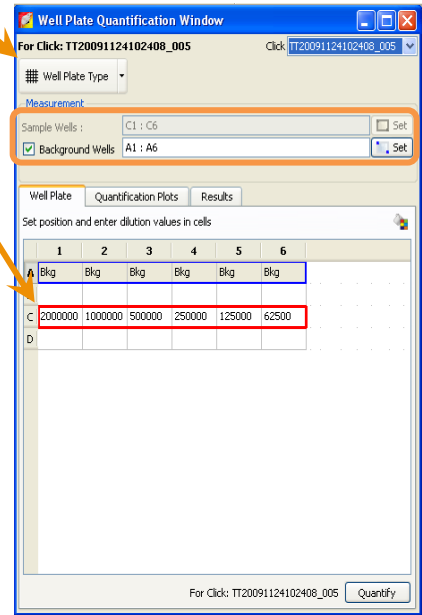 Well Plate Quantification Window
For Click: TT20091124102408_005 Click TT20091124102408_005
Well Plate Type
Measurement
Sample Wells : C1 : C6 Set
Background Wells A1 : A6 Set
Well Plate Quantification Plots Results
Set position and enter dilution values in cells
1 2 3 4 5 6
A Bkg Bkg Bkg Bkg Bkg Bkg
C 2000000 1000000 500000 250000 125000 62500
D
For Click: TT20091124102408_005 Quantify